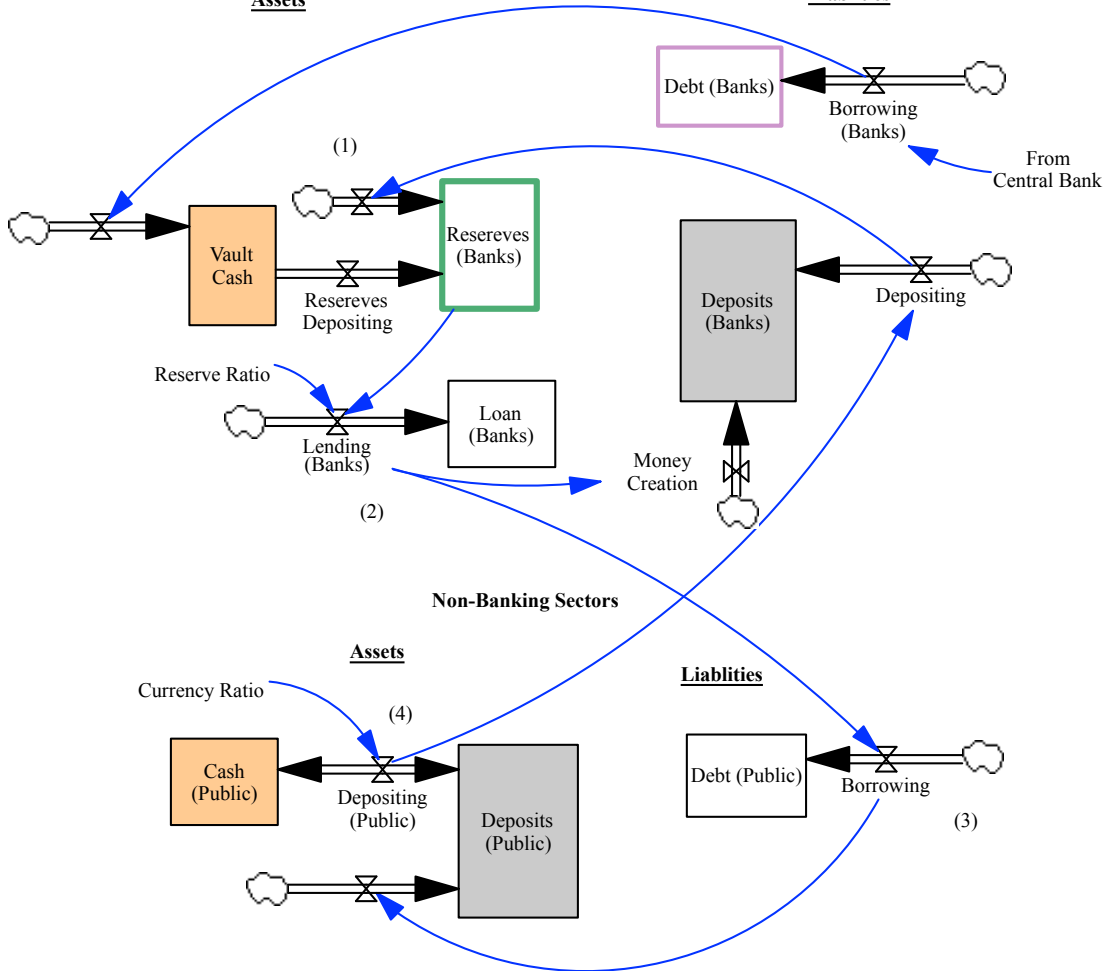 Assets
Debt (Banks)
Borrowing
(Banks)
From
Central Bank
(1)
Vault
Cash
Resereves
(Banks)
Resereves
Depositing
Deposits
(Banks)
Depositing
Reserve Ratio
Loan
(Banks)
Lending
(Banks)
Money
Creation
(2)
Non-Banking Sectors
Assets
Liablities
Currency Ratio
(4)
Cash
(Public)
Depositing
(Public)
Deposits
(Public)
Debt (Public)
Borrowing
(3)